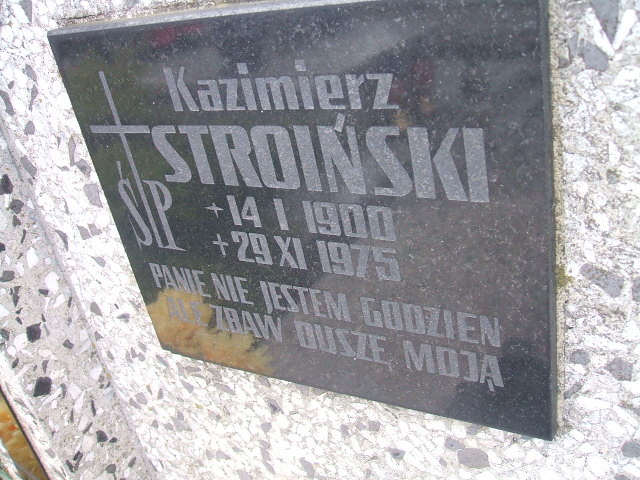 Kazimierz
STROIŃSKI
ŚP
+14 I 1900
+29 XI 1975
PANIE NIE JESTEM GODZIEN
ALE ZBAW DUSZĘ MOJĄ